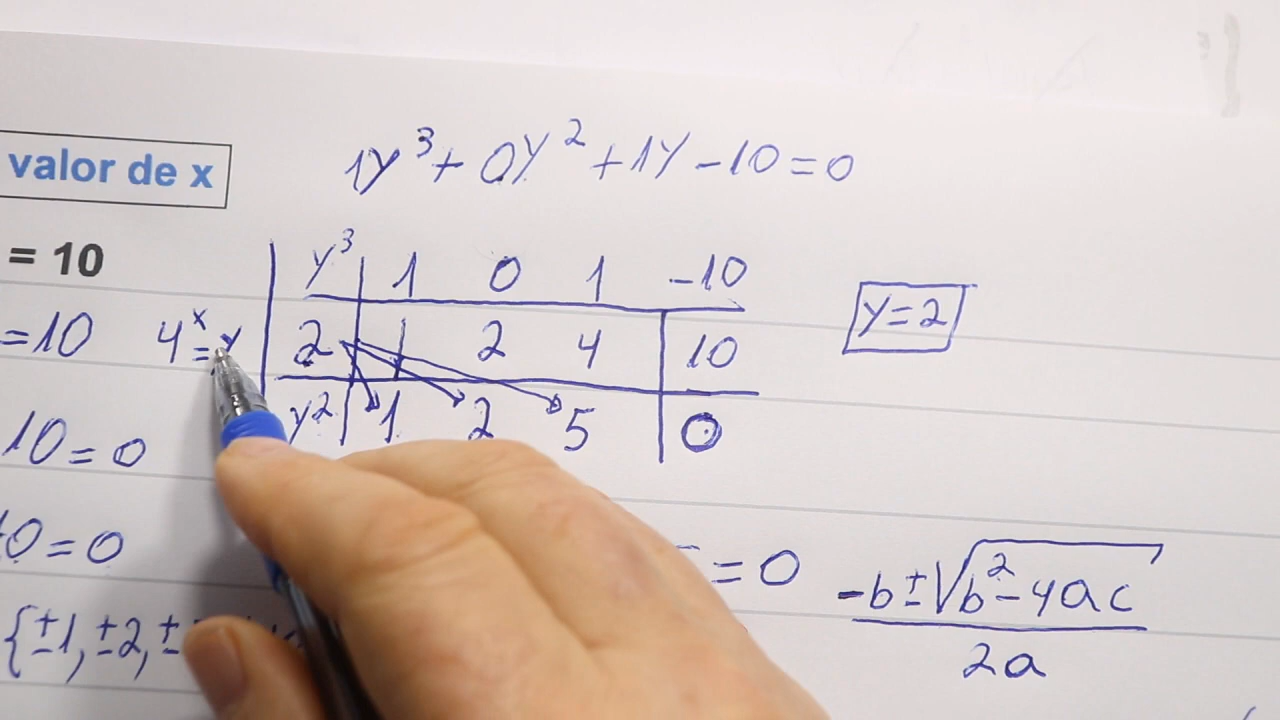 1y³ + 0y² + 1y - 10 = 0
valor de x
= 10
= 10 4ˣ = y
10 = 0
10 = 0
{±1, ±2, ±
y³ 1 0 1 -10
2 1 2 4 10
y² 1 2 5 0
y = 2
= 0
-b ± √b² - 4ac
2a